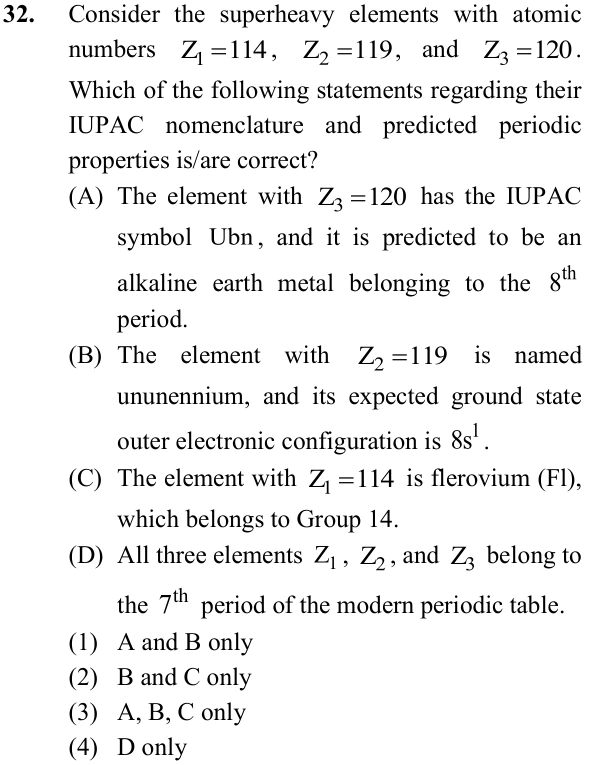 32. Consider the superheavy elements with atomic
numbers Z₁ =114, Z₂ =119, and Z₃ =120.
Which of the following statements regarding their
IUPAC nomenclature and predicted periodic
properties is/are correct?
(A) The element with Z₃ =120 has the IUPAC
symbol Ubn, and it is predicted to be an
alkaline earth metal belonging to the 8ᵗʰ
period.
(B) The element with Z₂ =119 is named
ununennium, and its expected ground state
outer electronic configuration is 8s¹.
(C) The element with Z₁ =114 is flerovium (Fl),
which belongs to Group 14.
(D) All three elements Z₁, Z₂, and Z₃ belong to
the 7ᵗʰ period of the modern periodic table.
(1) A and B only
(2) B and C only
(3) A, B, C only
(4) D only